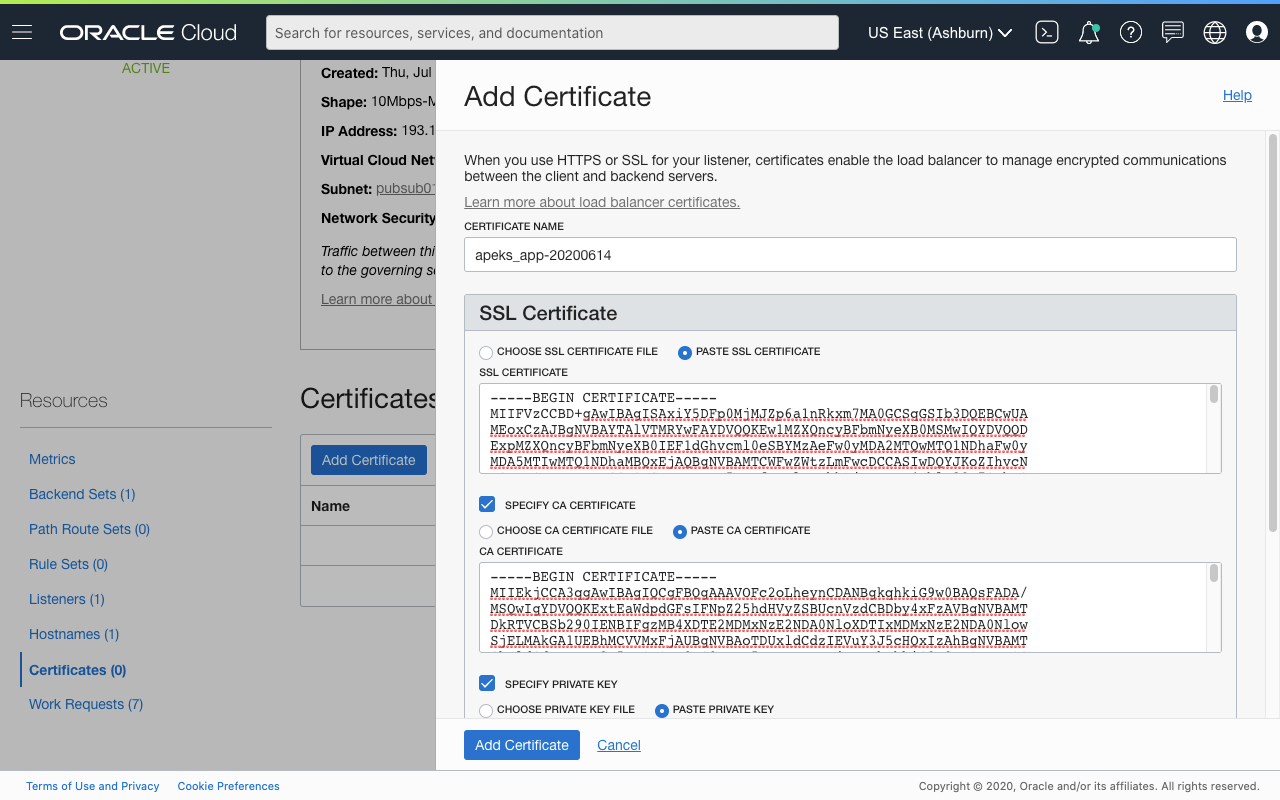 ORACLE Cloud
Search for resources, services, and documentation
US East (Ashburn)
ACTIVE
Created: Thu, Jul
Shape: 10Mbps-M
IP Address: 193.1
Virtual Cloud Net
Subnet: pubsub01
Network Security
Traffic between thi
to the governing se
Learn more about
Resources
Metrics
Backend Sets (1)
Path Route Sets (0)
Rule Sets (0)
Listeners (1)
Hostnames (1)
Certificates (0)
Work Requests (7)
Certificates
Add Certificate
Name
Add Certificate
Help
When you use HTTPS or SSL for your listener, certificates enable the load balancer to manage encrypted communications
between the client and backend servers.
Learn more about load balancer certificates.
CERTIFICATE NAME
apeks_app-20200614
SSL Certificate
CHOOSE SSL CERTIFICATE FILE
PASTE SSL CERTIFICATE
SSL CERTIFICATE
-----BEGIN CERTIFICATE-----
MIIFVzCCBD+gAwIBAgISAxiY5DFp0MjMJZp6a1nRkxm7MA0GCSqGSIb3DQEBCwUA
MEoxCzAJBgNVBAYTAlVTMRYwFAYDVQQKEw1MZXQncyBFbmNyeXB0MSMwIQYDVQQD
ExpMZXQncyBFbmNyeXB0IEF1dGhvcml0eSBYMzAeFw0yMDA2MTQwMTQ1NDhaFw0y
MDA5MTIwMTQ1NDhaMBQxEjAQBgNVBAMTCWFwZWtzLmFwcDCCASIwDQYJKoZIhvcN
SPECIFY CA CERTIFICATE
CHOOSE CA CERTIFICATE FILE
PASTE CA CERTIFICATE
CA CERTIFICATE
-----BEGIN CERTIFICATE-----
MIIEkjCCA3qgAwIBAgIQCgFBQgAAAVOFc2oLheynCDANBgkqhkiG9w0BAQsFADA/
MSQwIgYDVQQKExtEaWdpdGFsIFNpZ25hdHVyZSBUcnVzdCBDby4xFzAVBgNVBAMT
DkRTVCBSb290IENBIFgzMB4XDTE2MDMxNzE2NDA0NloXDTIxMDMxNzE2NDA0Nlow
SjELMAkGA1UEBhMCVVMxFjAUBgNVBAoTDUxldCdzIEVuY3J5cHQxIzAhBgNVBAMT
SPECIFY PRIVATE KEY
CHOOSE PRIVATE KEY FILE
PASTE PRIVATE KEY
Add Certificate
Cancel
Terms of Use and Privacy
Cookie Preferences
Copyright © 2020, Oracle and/or its affiliates. All rights reserved.